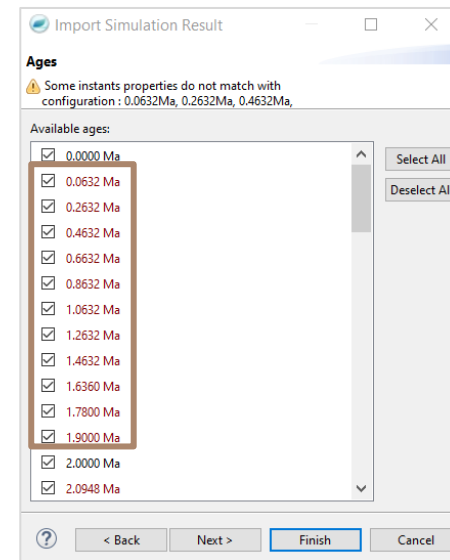 Import Simulation Result
Ages
Some instants properties do not match with
configuration : 0.0632Ma, 0.2632Ma, 0.4632Ma,
Available ages:
0.0000 Ma
0.0632 Ma
0.2632 Ma
0.4632 Ma
0.6632 Ma
0.8632 Ma
1.0632 Ma
1.2632 Ma
1.4632 Ma
1.6360 Ma
1.7800 Ma
1.9000 Ma
2.0000 Ma
2.0948 Ma
Select All
Deselect Al
?
< Back
Next >
Finish
Cancel